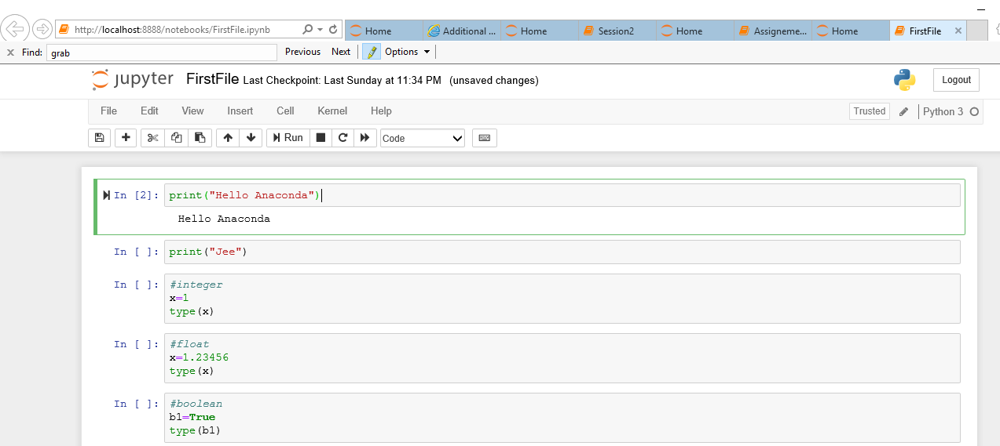 http://localhost:8888/notebooks/FirstFile.ipynb Home Additional ... Home Session2 Home Assigneme... Home FirstFile
Find: grab Previous Next Options
jupyter FirstFile Last Checkpoint: Last Sunday at 11:34 PM (unsaved changes) Logout
File Edit View Insert Cell Kernel Help Trusted Python 3
Run Code
In [2]: print("Hello Anaconda")
Hello Anaconda
In [ ]: print("Jee")
In [ ]: #integer
x=1
type(x)
In [ ]: #float
x=1.23456
type(x)
In [ ]: #boolean
b1=True
type(b1)